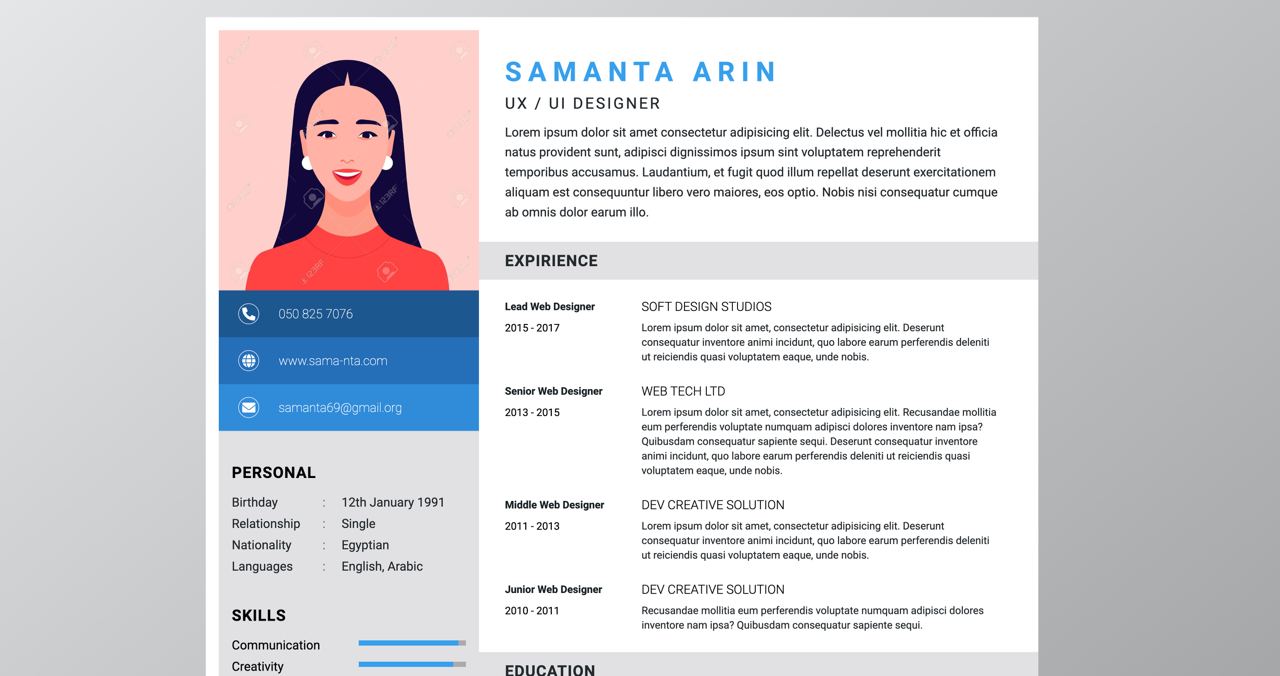 SAMANTA ARIN
UX / UI DESIGNER
Lorem ipsum dolor sit amet consectetur adipisicing elit. Delectus vel mollitia hic et officia
natus provident sunt, adipisci dignissimos ipsum sint voluptatem reprehenderit
temporibus accusamus. Laudantium, et fugit quod illum repellat deserunt exercitationem
aliquam est consequuntur libero vero maiores, eos optio. Nobis nisi consequatur cumque
ab omnis dolor earum illo.
123RF
123RF
050 825 7076
www.sama-nta.com
samanta69@gmail.org
PERSONAL
Birthday : 12th January 1991
Relationship : Single
Nationality : Egyptian
Languages : English, Arabic
SKILLS
Communication
Creativity
EXPIRIENCE
Lead Web Designer
2015 - 2017
SOFT DESIGN STUDIOS
Lorem ipsum dolor sit amet, consectetur adipisicing elit. Deserunt
consequatur inventore animi incidunt, quo labore earum perferendis deleniti
ut reiciendis quasi voluptatem eaque, unde nobis.
Senior Web Designer
2013 - 2015
WEB TECH LTD
Lorem ipsum dolor sit amet, consectetur adipisicing elit. Recusandae mollitia
eum perferendis voluptate numquam adipisci dolores inventore nam ipsa?
Quibusdam consequatur sapiente sequi. Deserunt consequatur inventore
animi incidunt, quo labore earum perferendis deleniti ut reiciendis quasi
voluptatem eaque, unde nobis.
Middle Web Designer
2011 - 2013
DEV CREATIVE SOLUTION
Lorem ipsum dolor sit amet, consectetur adipisicing elit. Deserunt
consequatur inventore animi incidunt, quo labore earum perferendis deleniti
ut reiciendis quasi voluptatem eaque, unde nobis.
Junior Web Designer
2010 - 2011
DEV CREATIVE SOLUTION
Recusandae mollitia eum perferendis voluptate numquam adipisci dolores
inventore nam ipsa? Quibusdam consequatur sapiente sequi.
EDUCATION